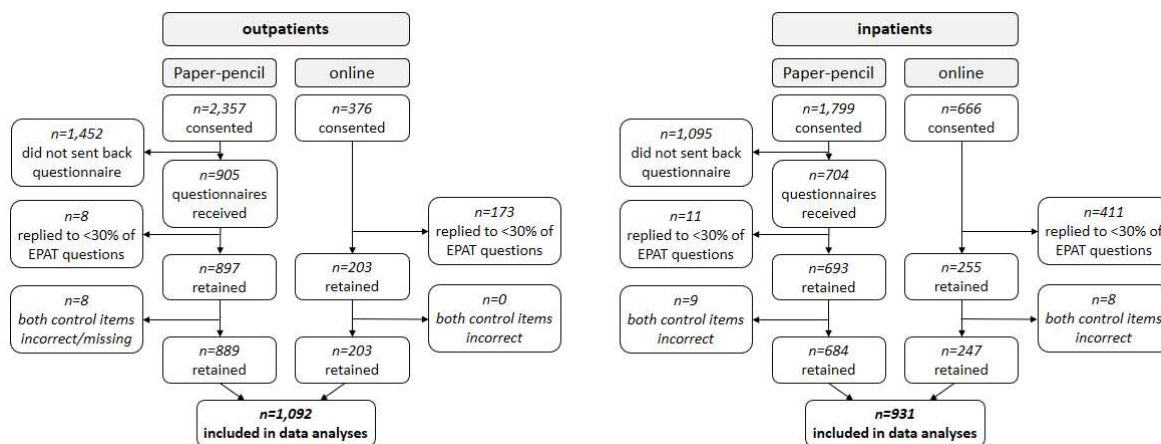 outpatients
Paper-pencil
online
n=2,357
consented
n=376
consented
n=1,452
did not sent back
questionnaire
n=905
questionnaires
received
n=8
replied to <30% of
EPAT questions
n=173
replied to <30% of
EPAT questions
n=897
retained
n=203
retained
n=8
both control items
incorrect/missing
n=0
both control items
incorrect
n=889
retained
n=203
retained
n=1,092
included in data analyses
inpatients
Paper-pencil
online
n=1,799
consented
n=666
consented
n=1,095
did not sent back
questionnaire
n=704
questionnaires
received
n=11
replied to <30% of
EPAT questions
n=411
replied to <30% of
EPAT questions
n=693
retained
n=255
retained
n=9
both control items
incorrect
n=8
both control items
incorrect
n=684
retained
n=247
retained
n=931
included in data analyses